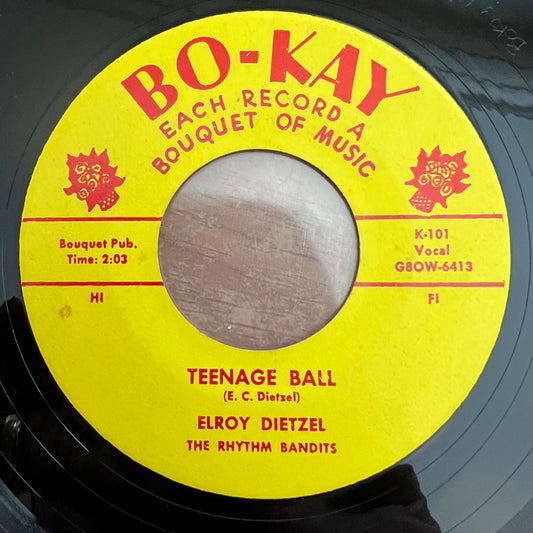 BO-KAY
EACH RECORD A
BOUQUET OF MUSIC
Bouquet Pub.
Time: 2:03
K-101
Vocal
G8OW-6413
HI
FI
TEENAGE BALL
(E. C. Dietzel)
ELROY DIETZEL
THE RHYTHM BANDITS